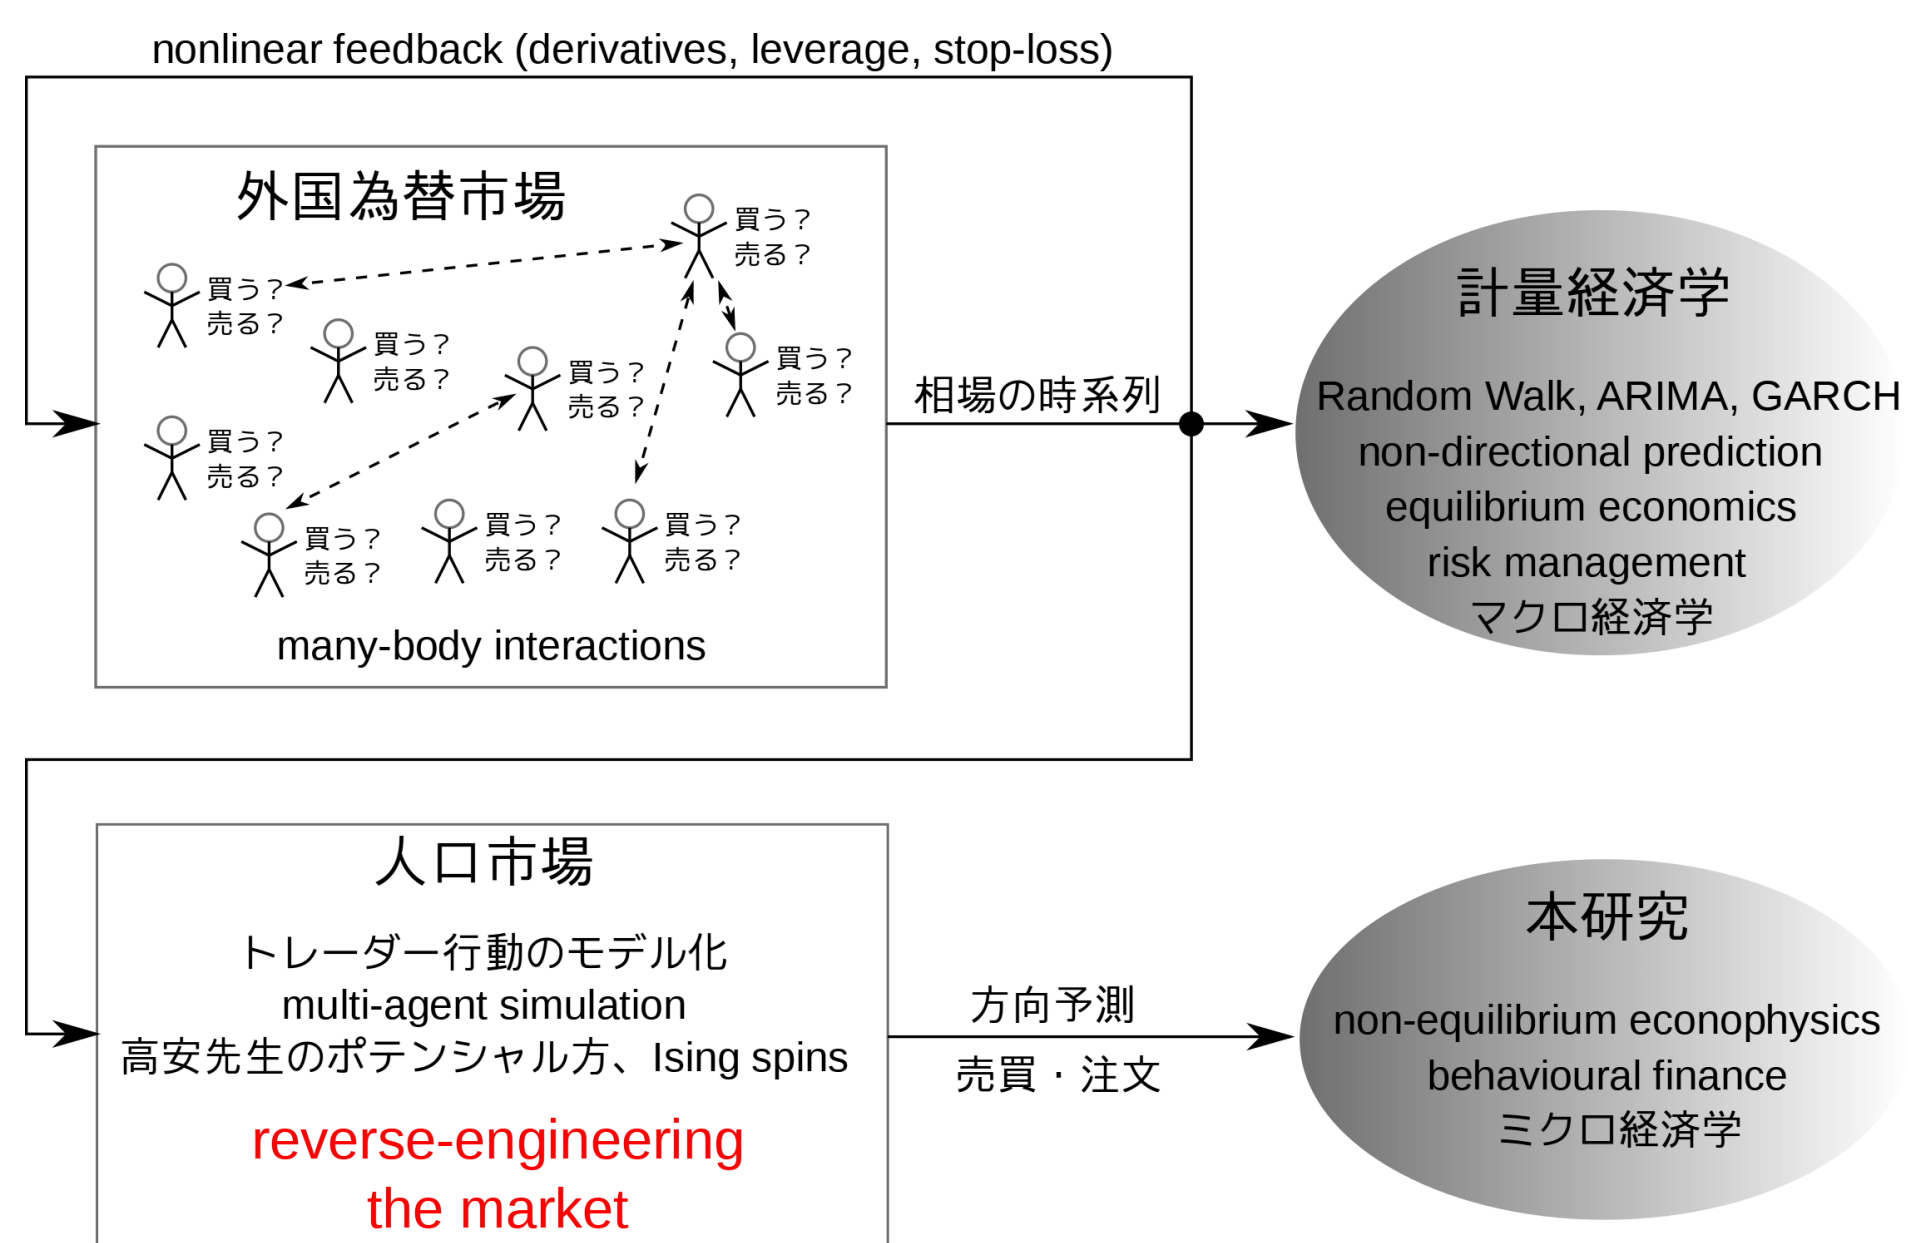 nonlinear feedback (derivatives, leverage, stop-loss)
外国為替市場
買う?
売る?
買う?
売る?
買う?
売る?
買う?
売る?
買う?
売る?
買う?
売る?
買う?
売る?
買う?
売る?
買う?
売る?
many-body interactions
相場の時系列
計量経済学
Random Walk, ARIMA, GARCH
non-directional prediction
equilibrium economics
risk management
マクロ経済学
人口市場
トレーダー行動のモデル化
multi-agent simulation
高安先生のポテンシャル方、Ising spins
reverse-engineering
the market
方向予測
売買・注文
本研究
non-equilibrium econophysics
behavioural finance
ミクロ経済学